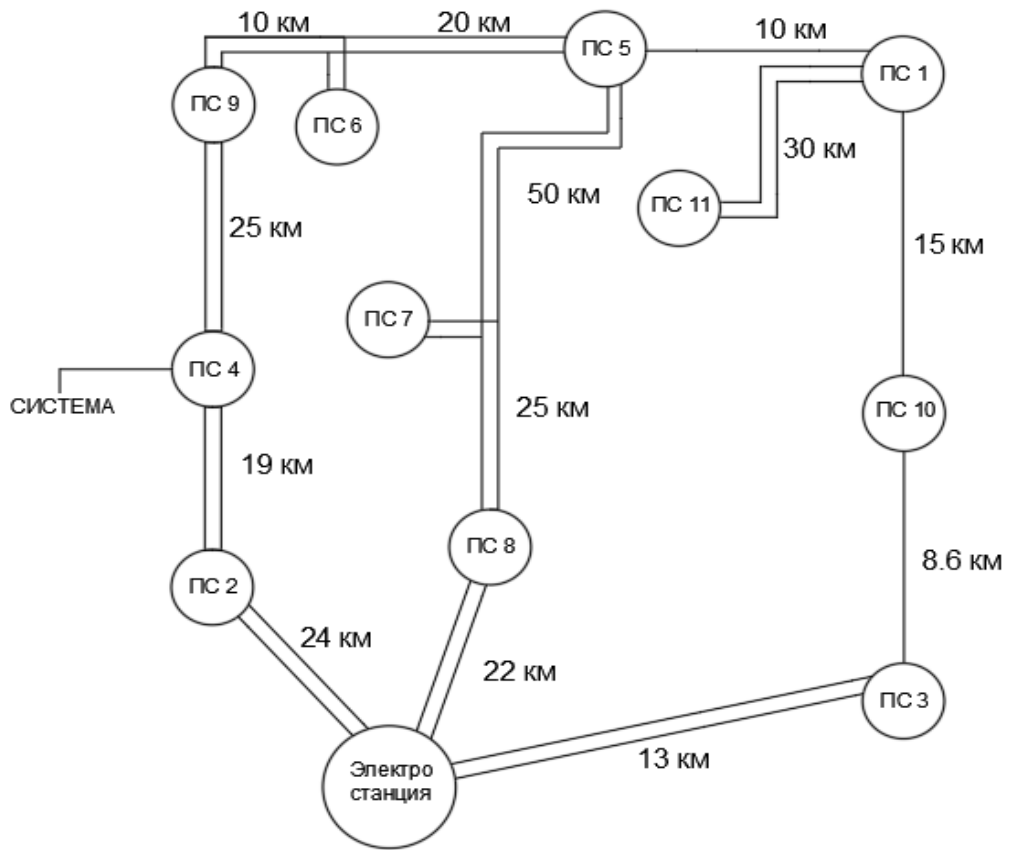 10 км
20 км
10 км
ПС 5
ПС 1
ПС 9
ПС 6
30 км
50 км
ПС 11
25 км
15 км
ПС 7
ПС 4
СИСТЕМА
25 км
ПС 10
19 км
ПС 8
8.6 км
ПС 2
24 км
22 км
ПС 3
13 км
Электро
станция